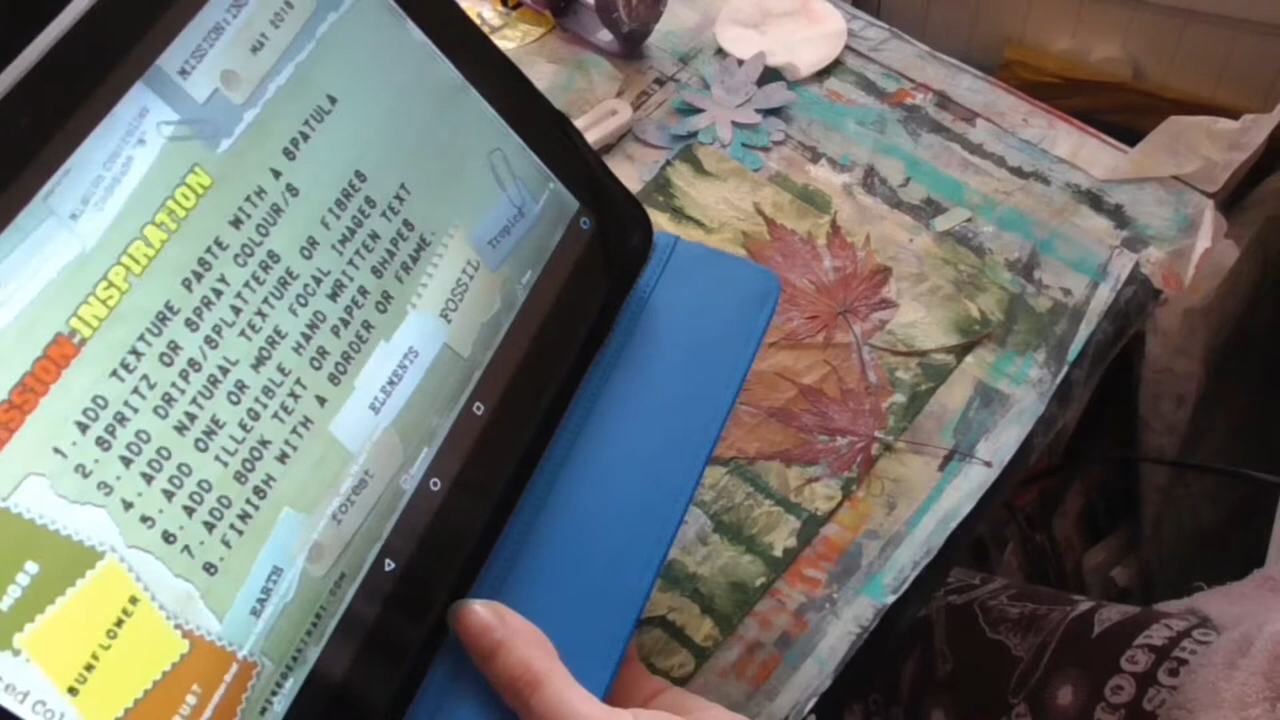 MISSION: INS
MAY 2018
SSION-INSPIRATION
1. ADD TEXTURE PASTE WITH A SPATULA
2. SPRITZ OR SPRAY COLOUR/S
3. ADD DRIPS/SPLATTERS
4. ADD NATURAL TEXTURE OR FIBRES
5. ADD ONE OR MORE FOCAL IMAGES
6. ADD ILLEGIBLE HAND WRITTEN TEXT
7. ADD BOOK TEXT OR PAPER SHAPES
8. FINISH WITH A BORDER OR FRAME.
Tropics
FOSSIL
ELEMENTS
forest
EARTH
MOSS
SUNFLOWER
UST